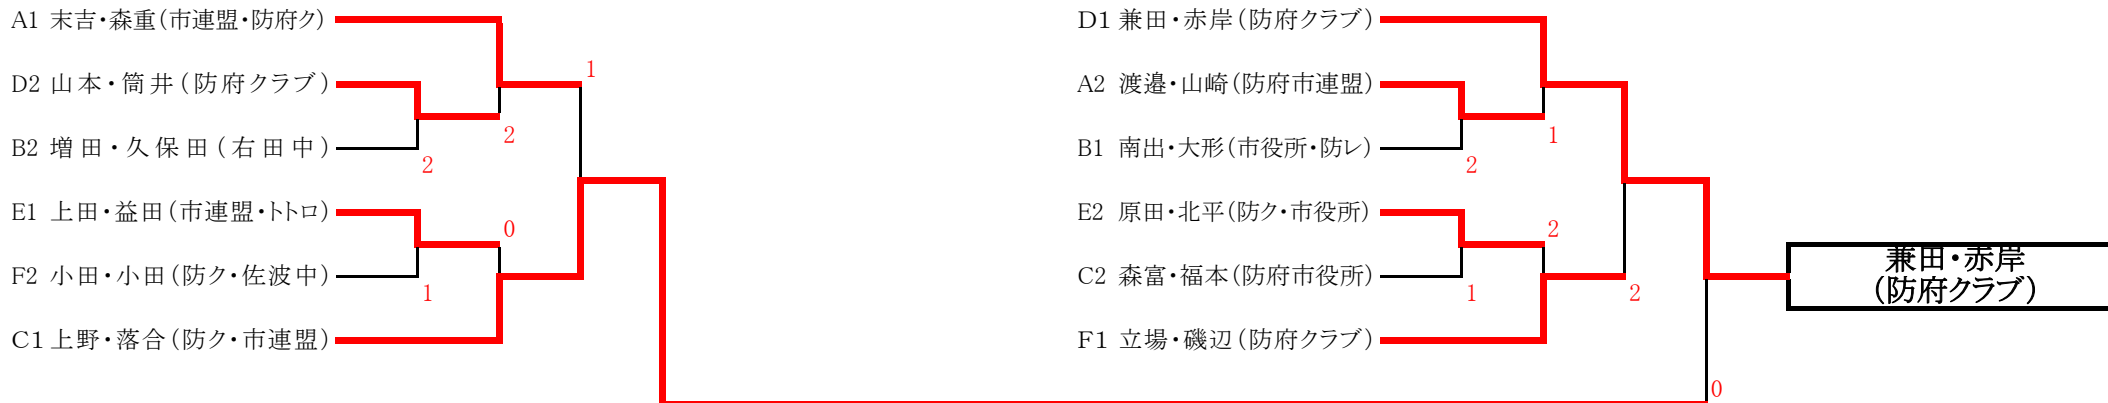 A1 末吉・森重(市連盟・防府ク)
1
D2 山本・筒井(防府クラブ)
2
B2 増田・久保田(右田中)
2
E1 上田・益田(市連盟・トトロ)
0
F2 小田・小田(防ク・佐波中)
1
C1 上野・落合(防ク・市連盟)
D1 兼田・赤岸(防府クラブ)
A2 渡邉・山崎(防府市連盟)
1
B1 南出・大形(市役所・防レ)
2
E2 原田・北平(防ク・市役所)
2
C2 森富・福本(防府市役所)
1
2
F1 立場・磯辺(防府クラブ)
0
兼田・赤岸
(防府クラブ)